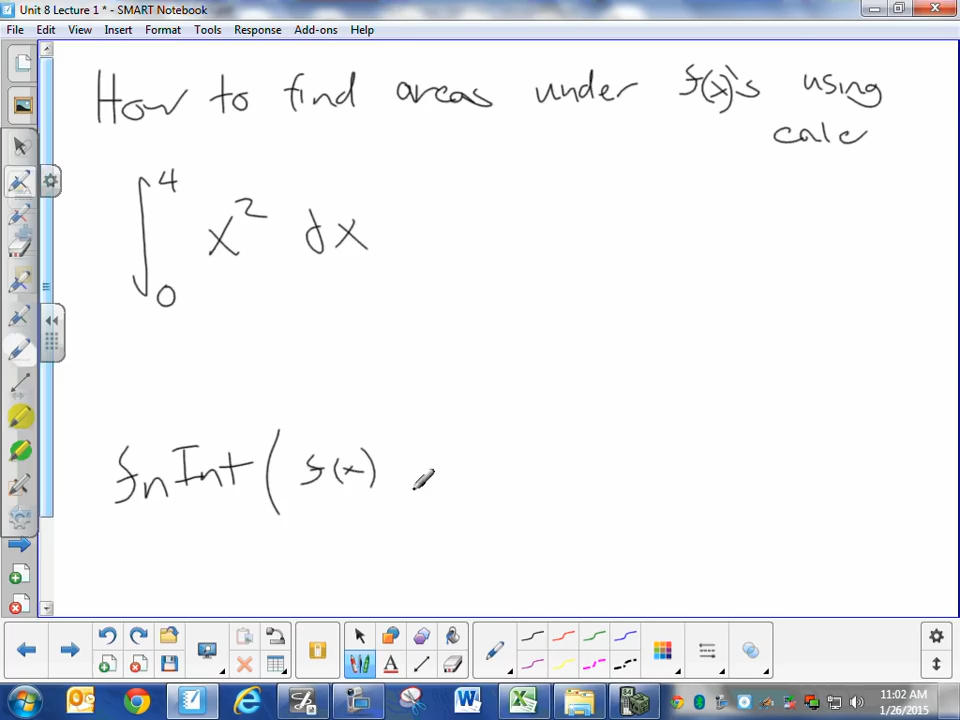 Unit 8 Lecture 1 * - SMART Notebook
File Edit View Insert Format Tools Response Add-ons Help
How to find areas under f(x)'s using
calc
∫₀⁴ x² dx
fnInt( f(x)
A
11:02 AM
1/26/2015